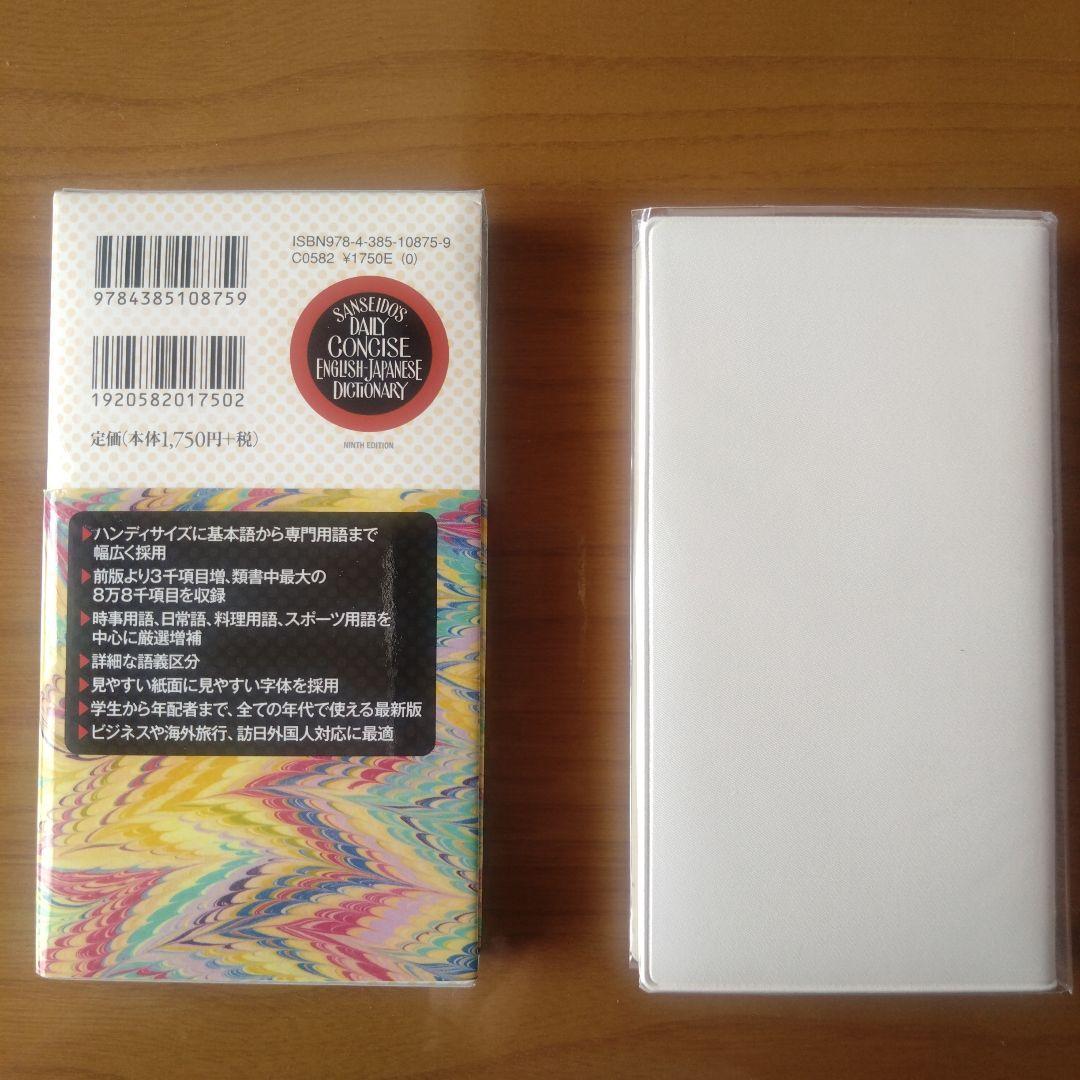 ISBN978-4-385-10875-9
C0582 ¥1750E (0)
9784385108759
1920582017502
定価(本体1,750円+税)
SANSEIDO'S
DAILY
CONCISE
ENGLISH-JAPANESE
DICTIONARY
NINTH EDITION
▶ハンディサイズに基本語から専門用語まで
幅広く採用
▶前版より3千項目増、類書中最大の
8万8千項目を収録
▶時事用語、日常語、料理用語、スポーツ用語を
中心に厳選増補
▶詳細な語義区分
▶見やすい紙面に見やすい字体を採用
▶学生から年配者まで、全ての年代で使える最新版
▶ビジネスや海外旅行、訪日外国人対応に最適